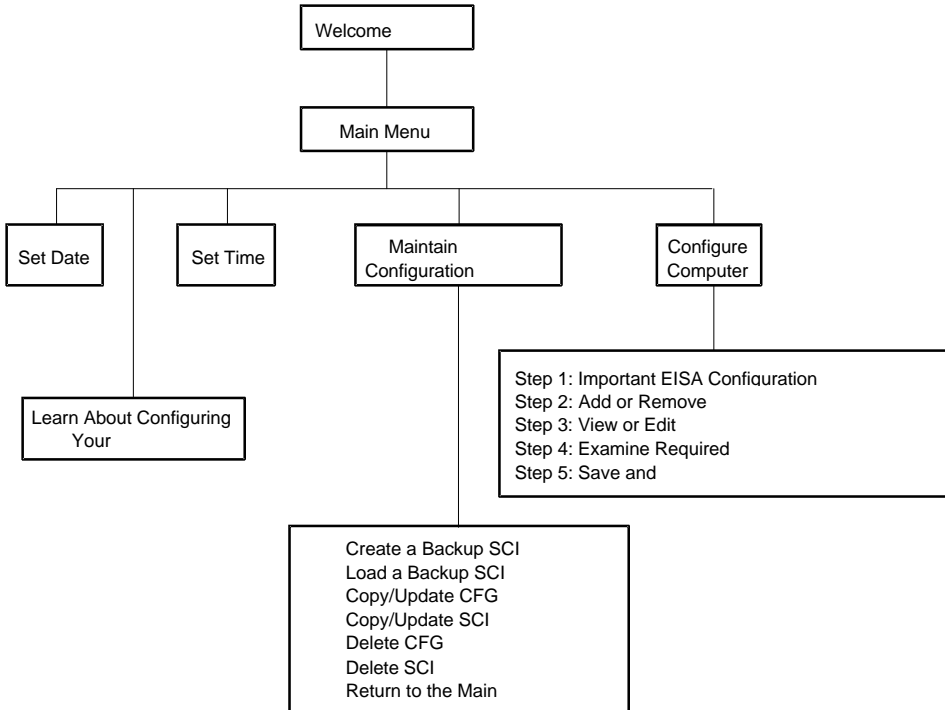 Welcome
Main Menu
Set Date
Set Time
Maintain
Configuration
Configure
Computer
Learn About Configuring
Your
Step 1: Important EISA Configuration
Step 2: Add or Remove
Step 3: View or Edit
Step 4: Examine Required
Step 5: Save and
Create a Backup SCI
Load a Backup SCI
Copy/Update CFG
Copy/Update SCI
Delete CFG
Delete SCI
Return to the Main